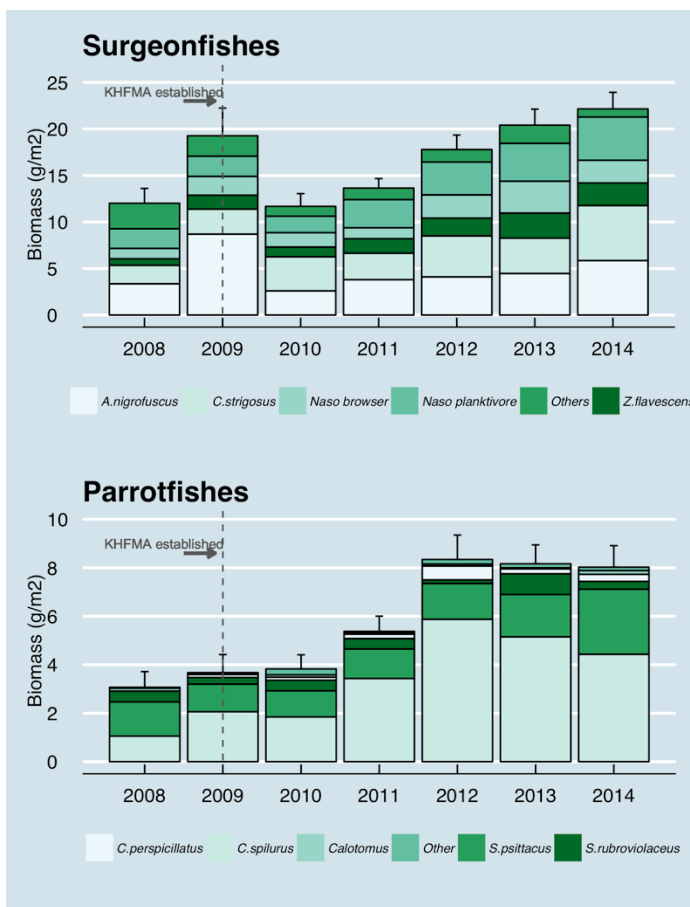 Surgeonfishes
25
KHFMA established
20
15
10
5
0
Biomass (g/m2)
2008 2009 2010 2011 2012 2013 2014
A.nigrofuscus C.strigosus Naso browser Naso planktivore Others Z.flavescens
Parrotfishes
10
KHFMA established
8
6
4
2
0
Biomass (g/m2)
2008 2009 2010 2011 2012 2013 2014
C.perspicillatus C.spilurus Calotomus Other S.psittacus S.rubroviolaceus